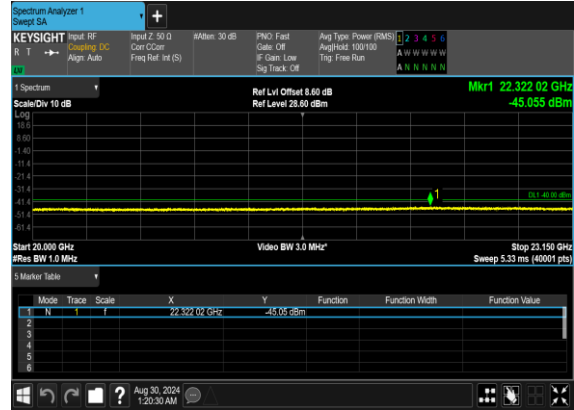 Spectrum Analyzer 1
Swept SA
+
KEYSIGHT Input: RF Input Z: 50 Ω #Atten: 30 dB PNO: Fast Avg Type: Power (RMS) 1 2 3 4 5 6
R T Coupling: DC Corr CCorr Gate: Off Avg|Hold: 100/100 A W W W W W
Align: Auto Freq Ref: Int (S) IF Gain: Low Trig: Free Run
Sig Track: Off A N N N N N
LM
1 Spectrum Ref Lvl Offset 8.60 dB Mkr1 22.322 02 GHz
Scale/Div 10 dB Ref Level 28.60 dBm -45.055 dBm
Log
18.6
8.60
-1.40
-11.4
-21.4
-31.4
1
DL1 -40.00 dBm
-41.4
-51.4
-61.4
Start 20.000 GHz Video BW 3.0 MHz* Stop 23.150 GHz
#Res BW 1.0 MHz Sweep 5.33 ms (40001 pts)
5 Marker Table
Mode Trace Scale X Y Function Function Width Function Value
1 N 1 f 22.322 02 GHz -45.05 dBm
2
3
4
5
6
? Aug 30, 2024
1:20:30 AM